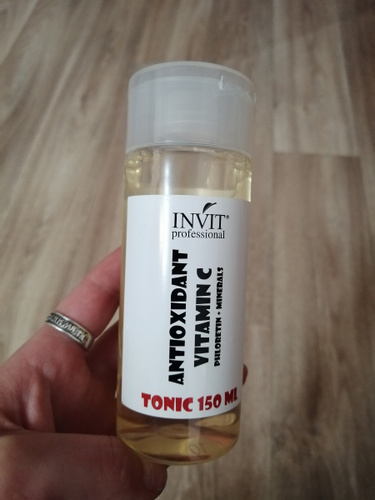 INVIT®
professional
ANTIOXIDANT
VITAMIN C
PHLORETIN + MINERALS
TONIC 150 ML